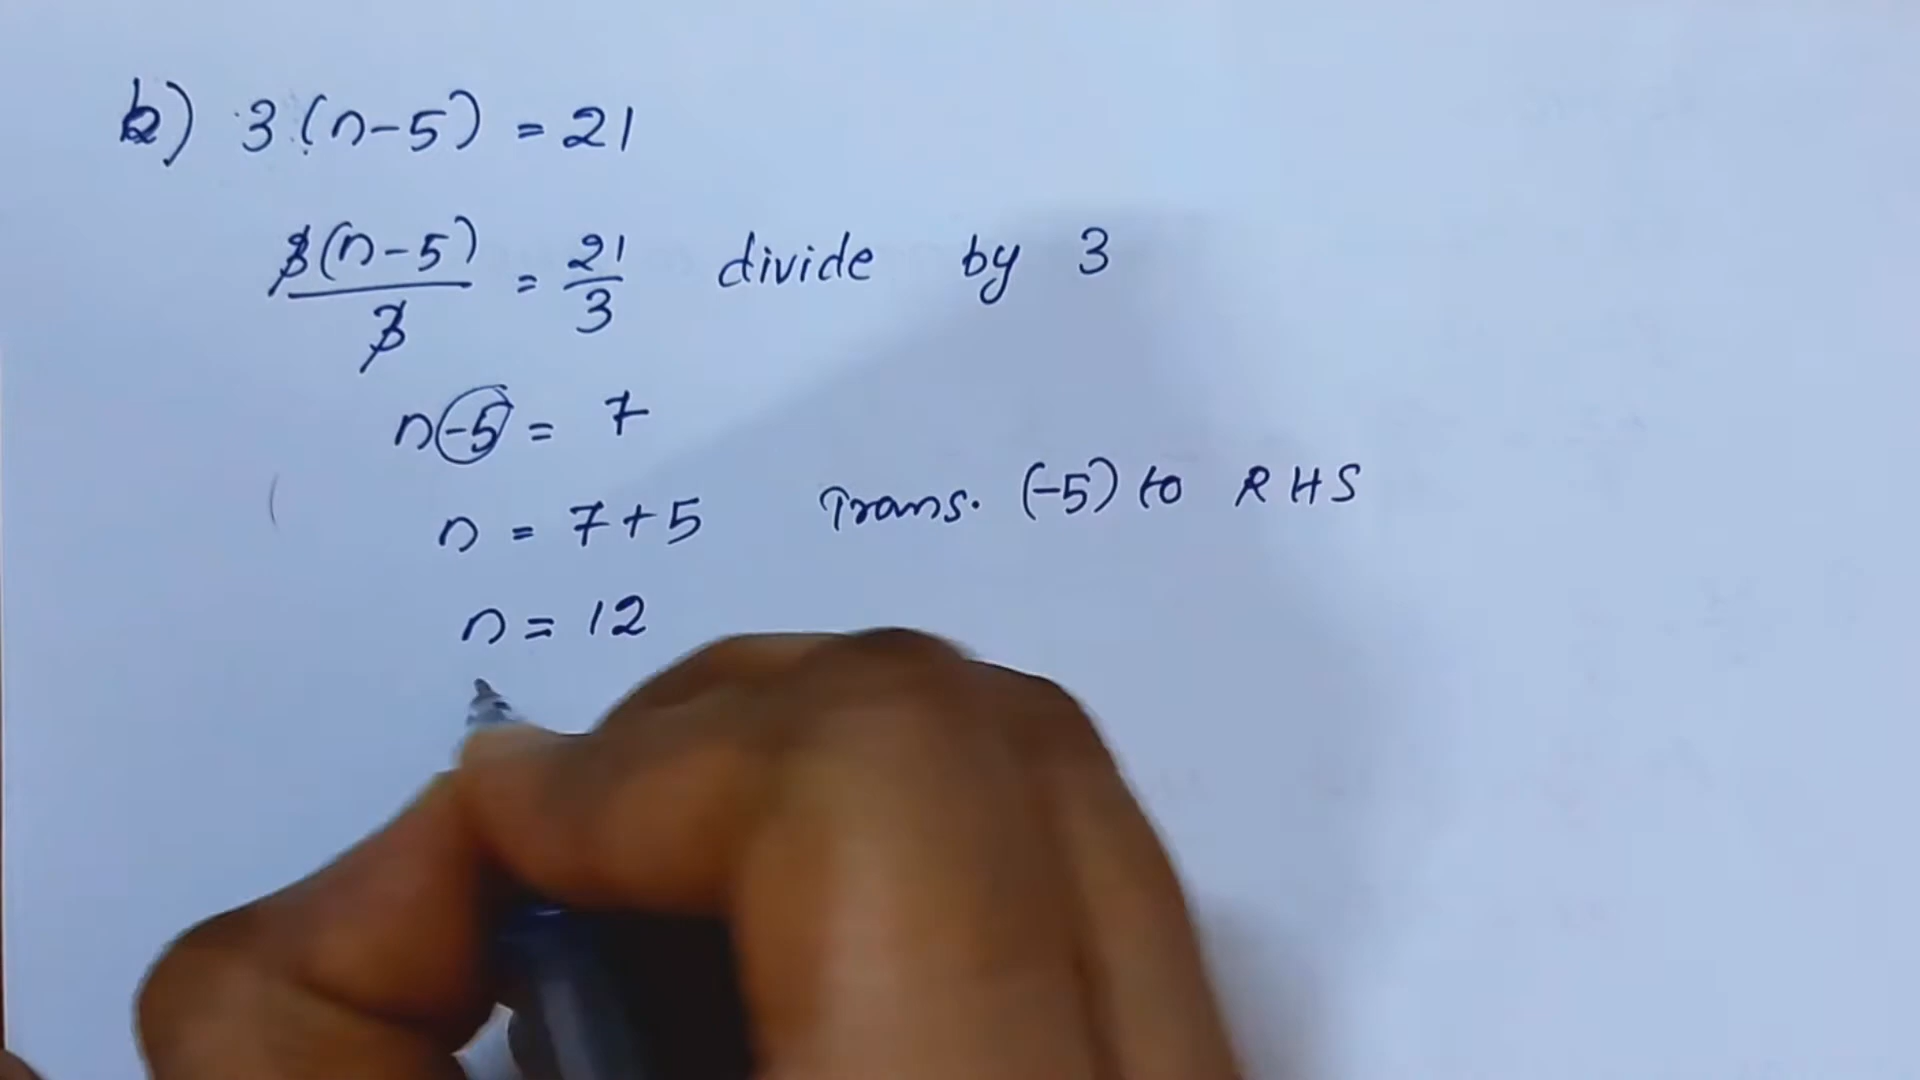 b) 3(n-5) = 21
3(n-5)/3 = 21/3 divide by 3
n-5 = 7
n = 7+5 Trans. (-5) to RHS
n = 12